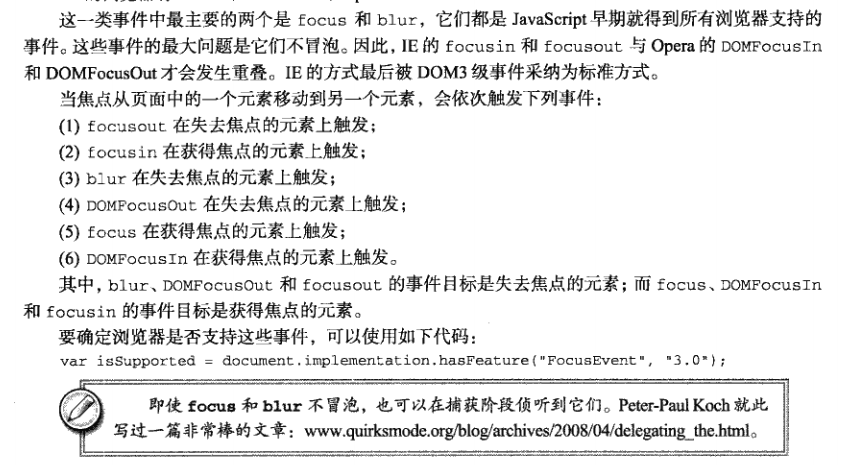 这一类事件中最主要的两个是 focus 和 blur，它们都是 JavaScript 早期就得到所有浏览器支持的
事件。这些事件的最大问题是它们不冒泡。因此，IE 的 focusin 和 focusout 与 Opera 的 DOMFocusIn
和 DOMFocusOut 才会发生重叠。IE 的方式最后被 DOM3 级事件采纳为标准方式。
当焦点从页面中的一个元素移动到另一个元素，会依次触发下列事件：
(1) focusout 在失去焦点的元素上触发；
(2) focusin 在获得焦点的元素上触发；
(3) blur 在失去焦点的元素上触发；
(4) DOMFocusOut 在失去焦点的元素上触发；
(5) focus 在获得焦点的元素上触发；
(6) DOMFocusIn 在获得焦点的元素上触发。
其中，blur、DOMFocusOut 和 focusout 的事件目标是失去焦点的元素；而 focus、DOMFocusIn
和 focusin 的事件目标是获得焦点的元素。
要确定浏览器是否支持这些事件，可以使用如下代码：
var isSupported = document.implementation.hasFeature("FocusEvent", "3.0");
即使 focus 和 blur 不冒泡，也可以在捕获阶段侦听到它们。Peter-Paul Koch 就此
写过一篇非常棒的文章：www.quirksmode.org/blog/archives/2008/04/delegating_the.html。